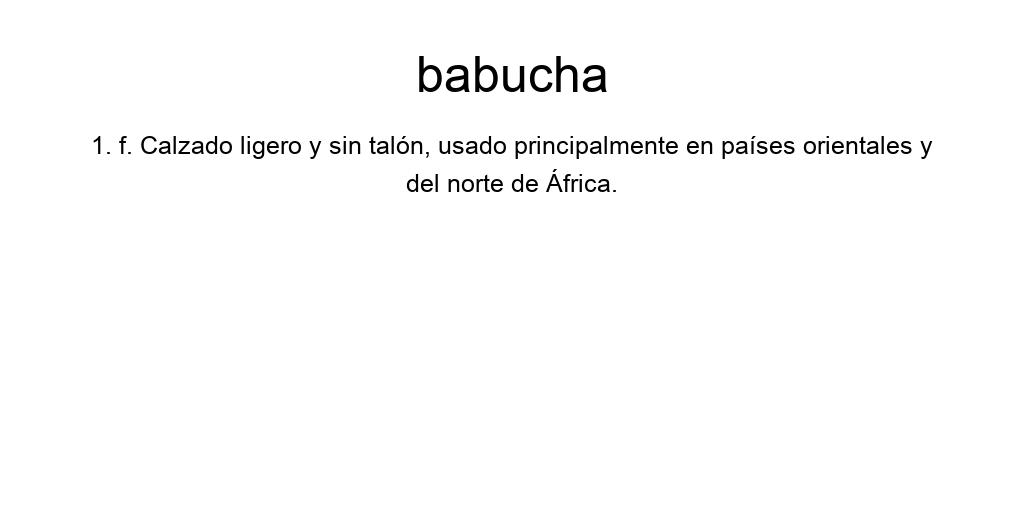 babucha
1. f. Calzado ligero y sin talón, usado principalmente en países orientales y
del norte de África.